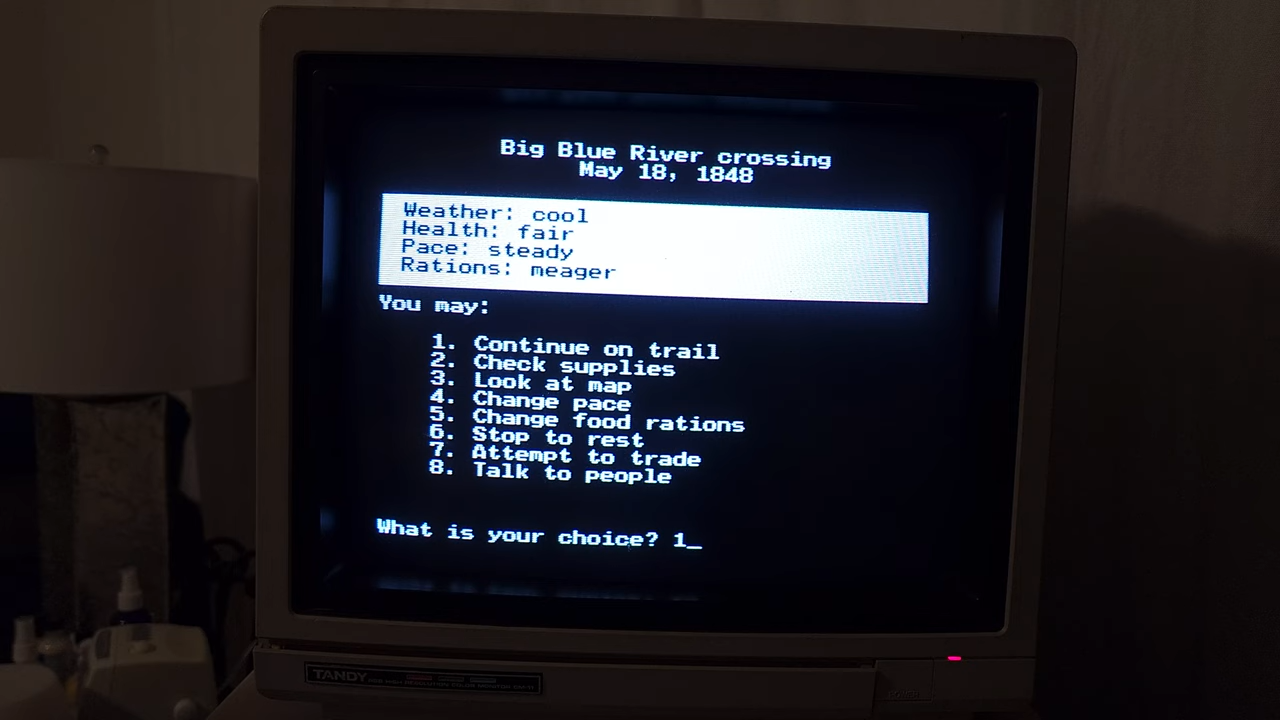 Big Blue River crossing
May 18, 1848
Weather: cool
Health: fair
Pace: steady
Rations: meager
You may:
1. Continue on trail
2. Check supplies
3. Look at map
4. Change pace
5. Change food rations
6. Stop to rest
7. Attempt to trade
8. Talk to people
What is your choice? 1_
TANDY